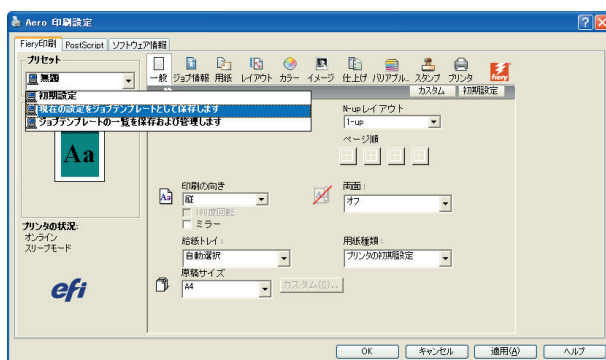 Aero 印刷設定
Fiery印刷 PostScript ソフトウェア情報
プリセット
無題
初期設定
現在の設定をジョブテンプレートとして保存します
ジョブテンプレートの一覧を保存および管理します
Aa
プリンタの状況:
オンライン
スリープモード
efi
一般 ジョブ情報 用紙 レイアウト カラー イメージ 仕上げ バリアブル... スタンプ プリンタ
Fiery
カスタム 初期設定
N-upレイアウト
1-up
ページ順
印刷の向き
Aa
縦
180度回転
ミラー
両面:
オフ
給紙トレイ:
自動選択
用紙種類:
プリンタの初期設定
原稿サイズ
A4
カスタム(C)...
OK キャンセル 適用(A) ヘルプ